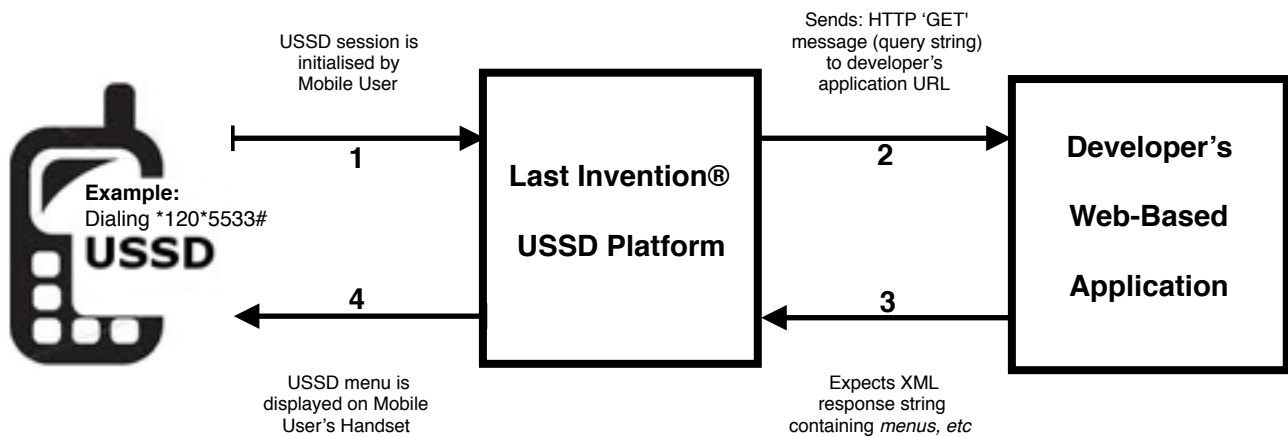 USSD session is
initialised by
Mobile User
Sends: HTTP ‘GET'
message (query string)
to developer’s
application URL
1
2
Example:
Dialing *120*5533#
USSD
Last Invention®
USSD Platform
Developer’s
Web-Based
Application
4
3
USSD menu is
displayed on Mobile
User’s Handset
Expects XML
response string
containing menus, etc